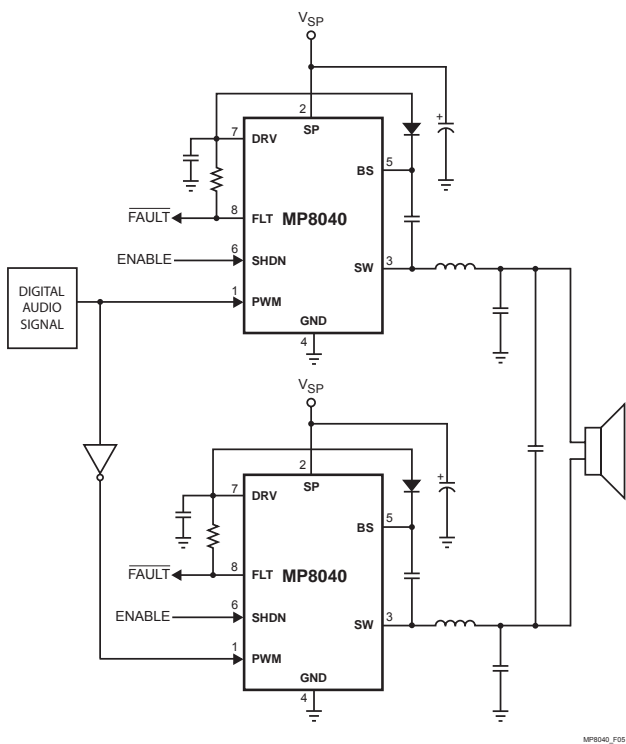 VSP
2
SP
7
DRV
BS
5
FAULT
8
FLT
MP8040
ENABLE
6
SHDN
SW
3
DIGITAL
AUDIO
SIGNAL
1
PWM
GND
4
+
VSP
2
SP
7
DRV
BS
5
FAULT
8
FLT
MP8040
ENABLE
6
SHDN
SW
3
1
PWM
GND
4
+
MP8040_F05